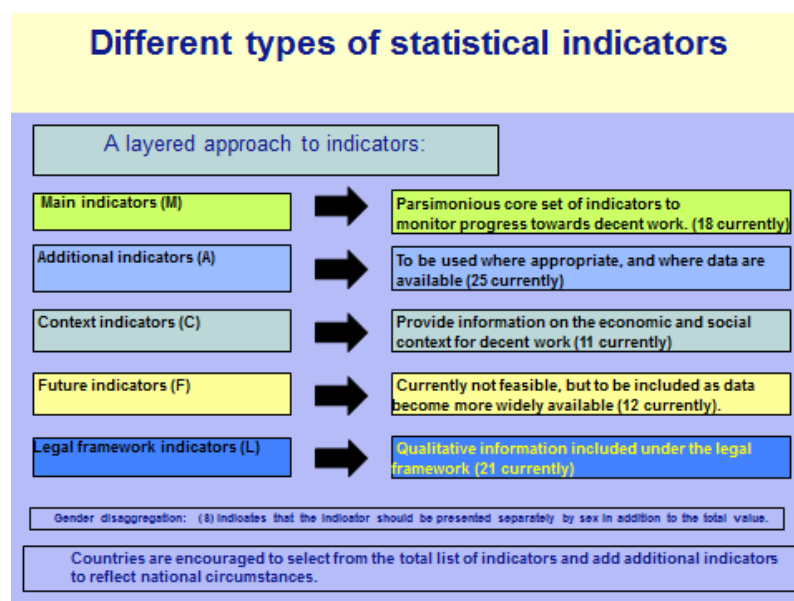 Different types of statistical indicators
A layered approach to indicators:
Main indicators (M)
Parsimonious core set of indicators to
monitor progress towards decent work. (18 currently)
Additional indicators (A)
To be used where appropriate, and where data are
available (25 currently)
Context indicators (C)
Provide information on the economic and social
context for decent work (11 currently)
Future indicators (F)
Currently not feasible, but to be included as data
become more widely available (12 currently).
Legal framework indicators (L)
Qualitative information included under the legal
framework (21 currently)
Gender disaggregation: (S) indicates that the indicator should be presented separately by sex in addition to the total value.
Countries are encouraged to select from the total list of indicators and add additional indicators
to reflect national circumstances.